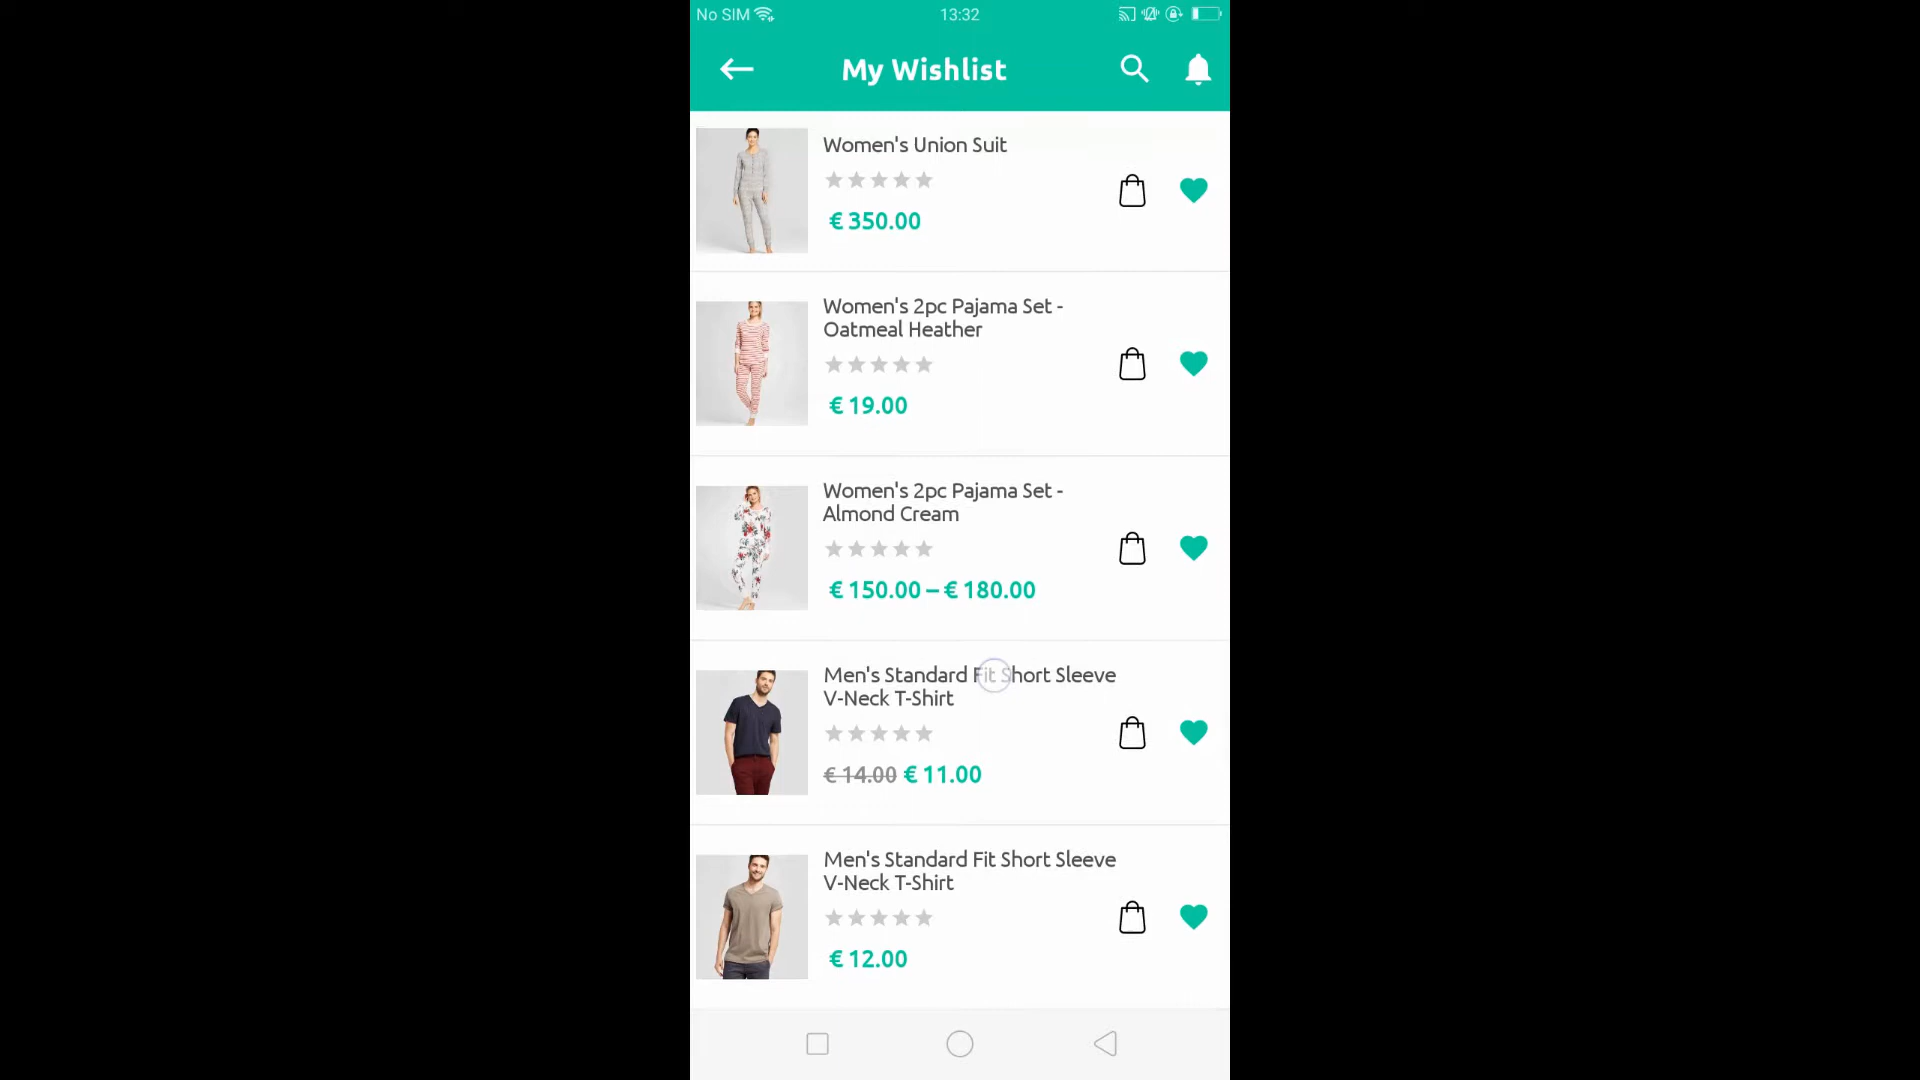 No SIM
13:32
My Wishlist
Women's Union Suit
€ 350.00
Women's 2pc Pajama Set -
Oatmeal Heather
€ 19.00
Women's 2pc Pajama Set -
Almond Cream
€ 150.00 – € 180.00
Men's Standard Fit Short Sleeve
V-Neck T-Shirt
€ 14.00 € 11.00
Men's Standard Fit Short Sleeve
V-Neck T-Shirt
€ 12.00